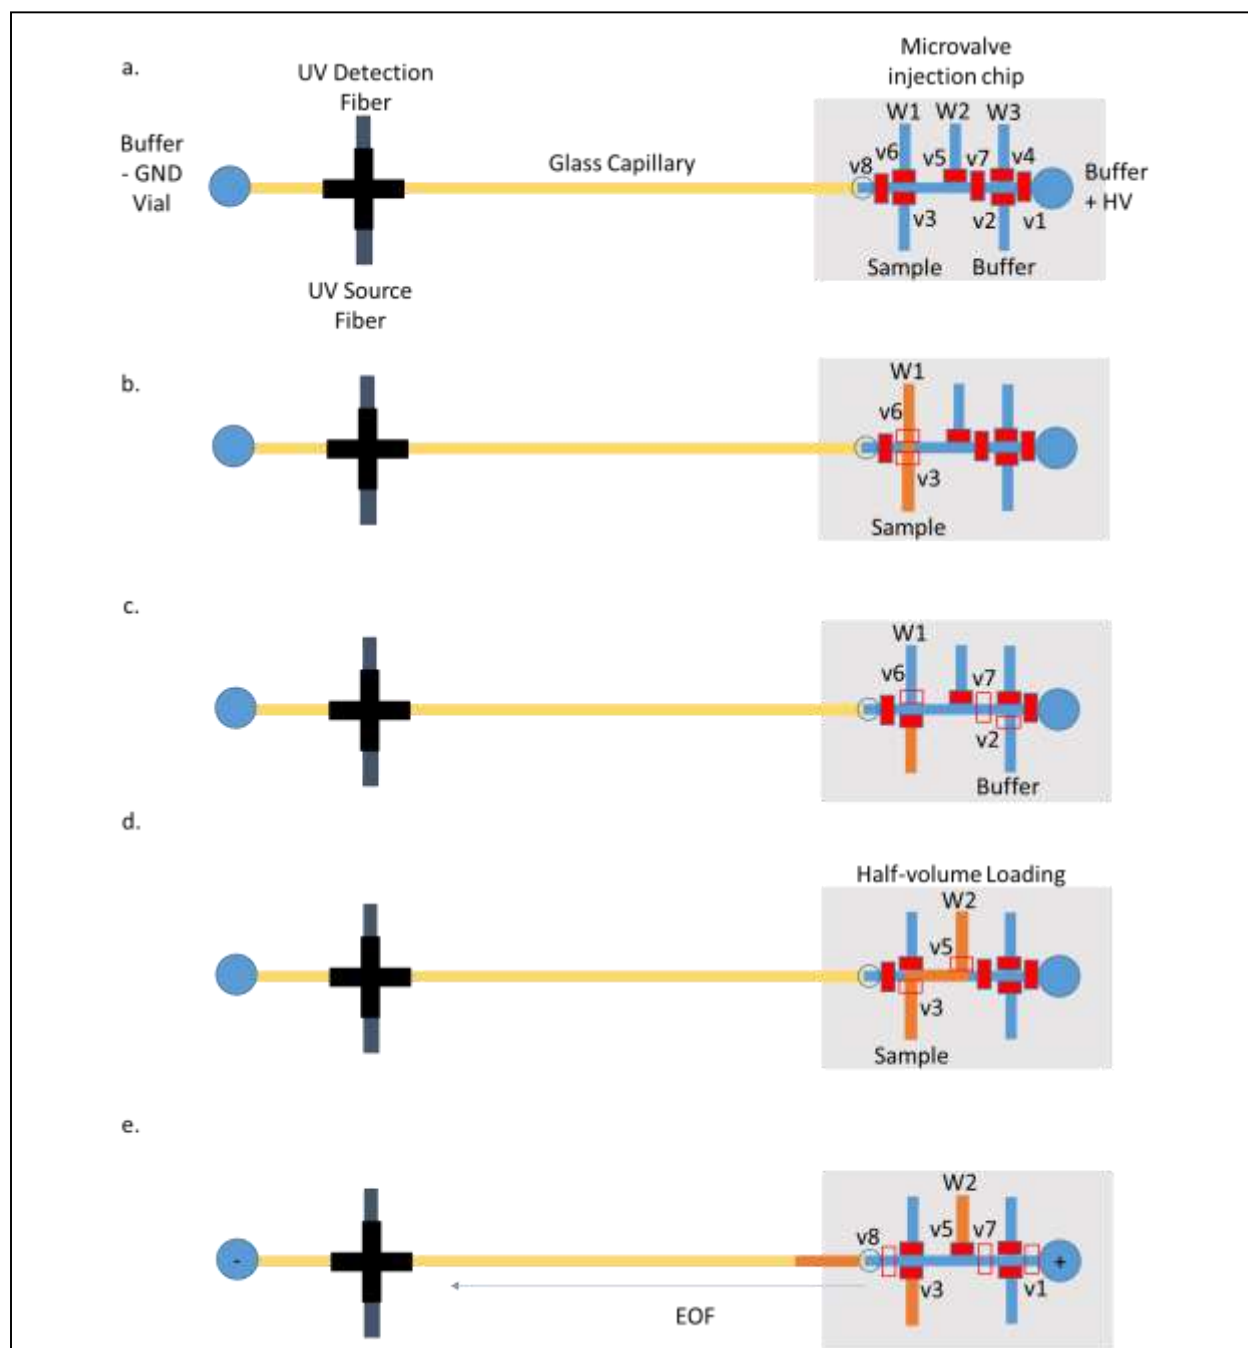 a.
UV Detection
Fiber
Microvalve
injection chip
Buffer
- GND
Vial
Glass Capillary
W1 W2 W3
v6 v5 v7 v4
v8
Buffer
+ HV
v3 v2 v1
Sample Buffer
UV Source
Fiber
b.
W1
v6
v3
Sample
c.
W1
v6 v7
v2
Buffer
d.
Half-volume Loading
W2
v5
v3
Sample
e.
W2
v8 v5 v7
- +
v3 v1
EOF